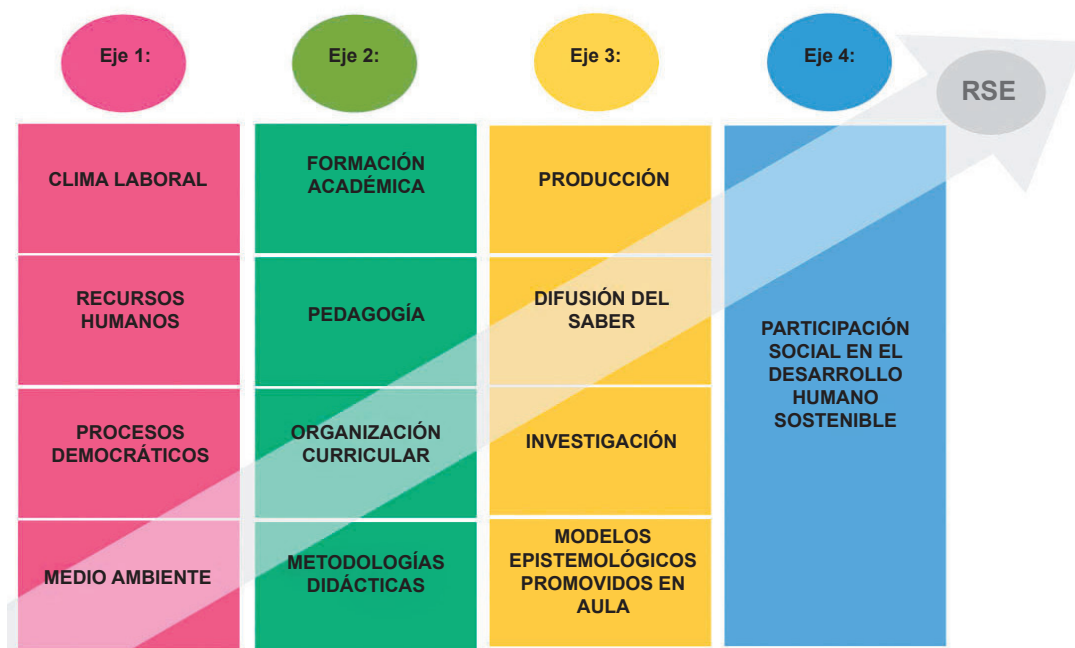 Eje 1:
Eje 2:
Eje 3:
Eje 4:
RSE
CLIMA LABORAL
RECURSOS
HUMANOS
PROCESOS
DEMOCRÁTICOS
MEDIO AMBIENTE
FORMACIÓN
ACADÉMICA
PEDAGOGÍA
ORGANIZACIÓN
CURRICULAR
METODOLOGÍAS
DIDÁCTICAS
PRODUCCIÓN
DIFUSIÓN DEL
SABER
INVESTIGACIÓN
MODELOS
EPISTEMOLÓGICOS
PROMOVIDOS EN
AULA
PARTICIPACIÓN
SOCIAL EN EL
DESARROLLO
HUMANO
SOSTENIBLE